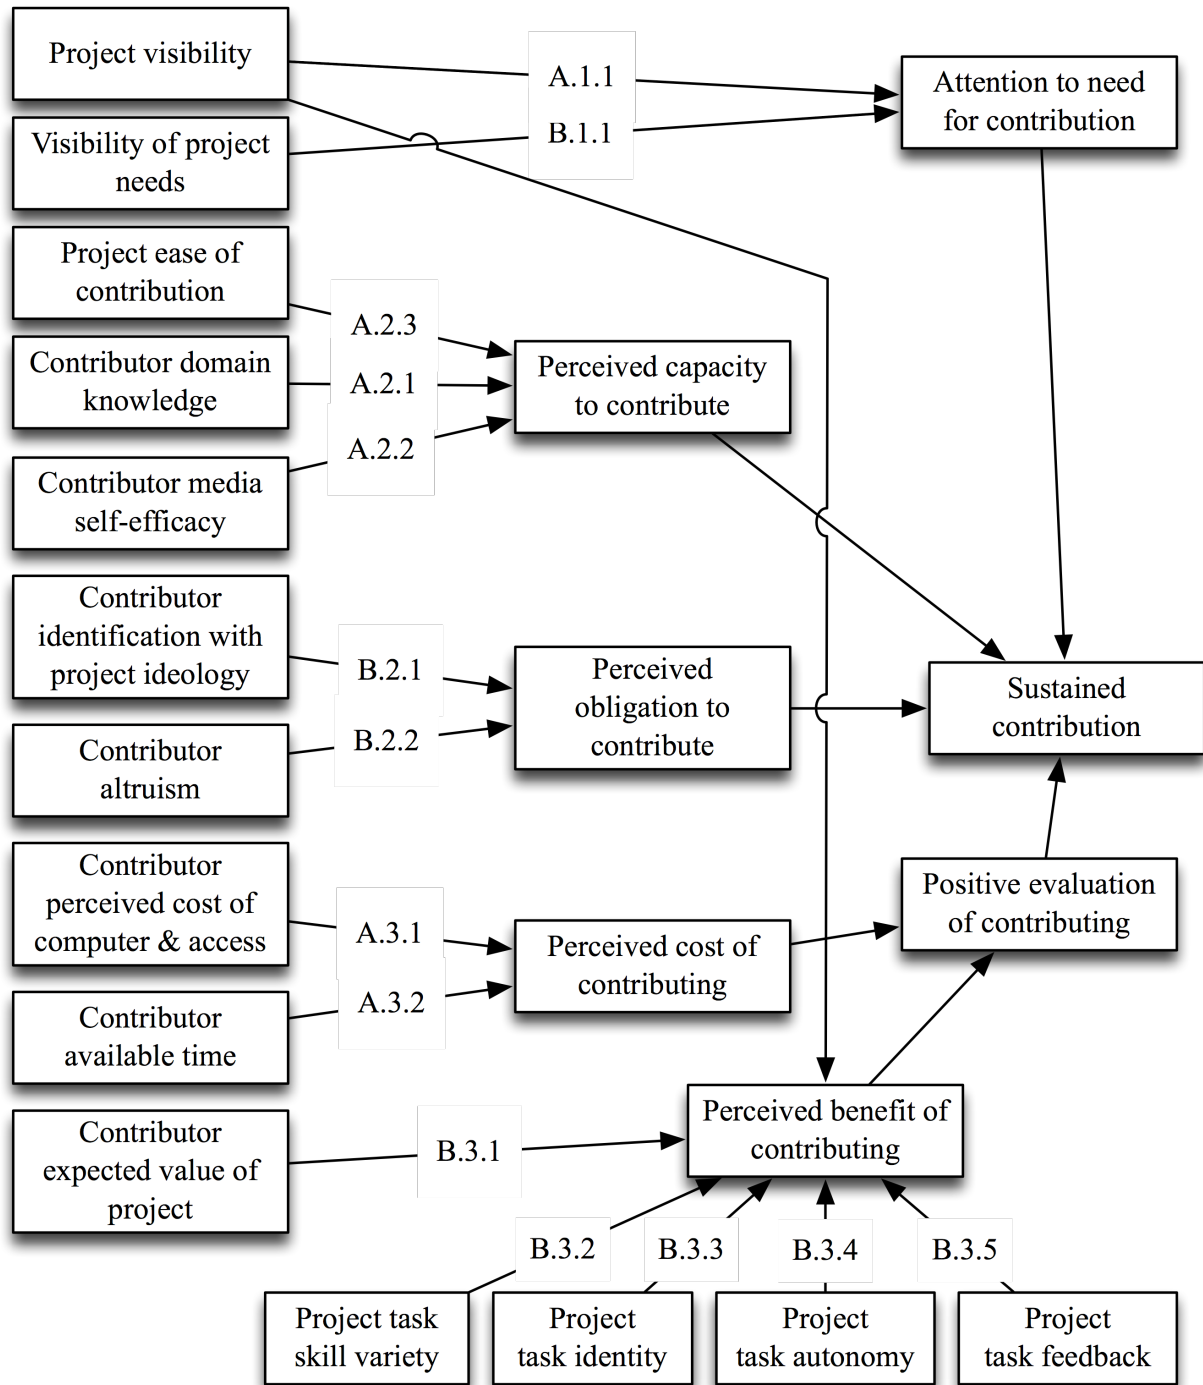 Project visibility
A.1.1
Attention to need
for contribution
Visibility of project
needs
B.1.1
Project ease of
contribution
A.2.3
Contributor domain
knowledge
A.2.1
Perceived capacity
to contribute
Contributor media
self-efficacy
A.2.2
Contributor
identification with
project ideology
B.2.1
Perceived
obligation to
contribute
Sustained
contribution
Contributor
altruism
B.2.2
Contributor
perceived cost of
computer & access
A.3.1
Perceived cost of
contributing
Positive evaluation
of contributing
Contributor
available time
A.3.2
Contributor
expected value of
project
B.3.1
Perceived benefit of
contributing
B.3.2
B.3.3
B.3.4
B.3.5
Project task
skill variety
Project
task identity
Project
task autonomy
Project
task feedback